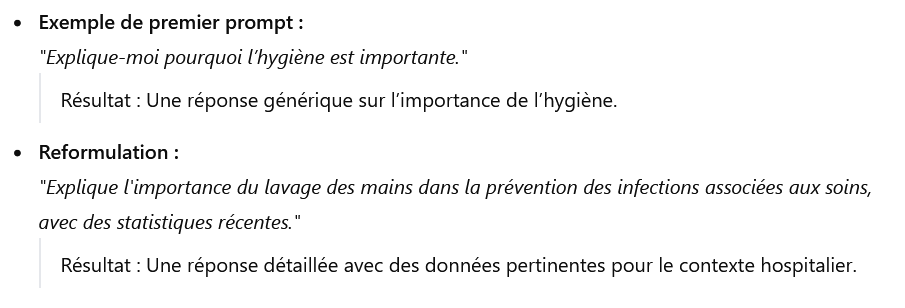 • Exemple de premier prompt :
"Explique-moi pourquoi l’hygiène est importante."
Résultat : Une réponse générique sur l’importance de l’hygiène.
• Reformulation :
"Explique l'importance du lavage des mains dans la prévention des infections associées aux soins,
avec des statistiques récentes."
Résultat : Une réponse détaillée avec des données pertinentes pour le contexte hospitalier.